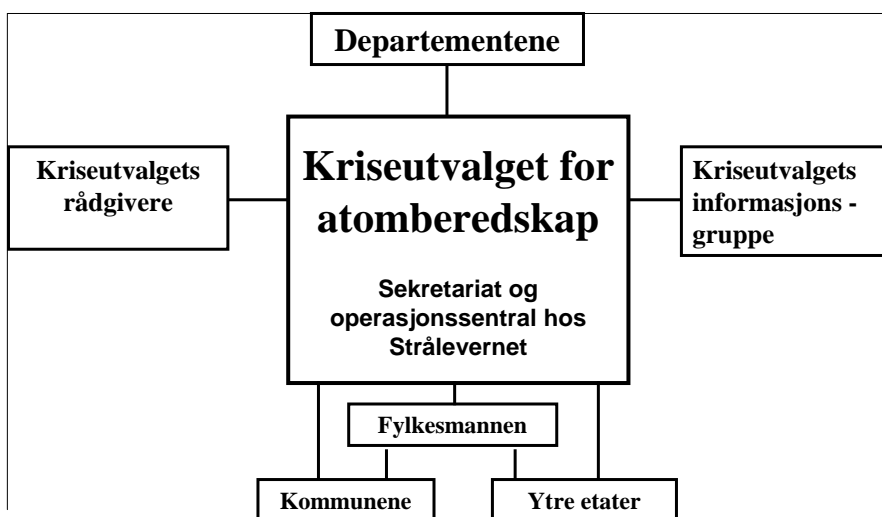 Departementene
Kriseutvalgets
rådgivere
Kriseutvalget for
atomberedskap
Sekretariat og
operasjonssentral hos
Strålevernet
Kriseutvalgets
informasjons -
gruppe
Fylkesmannen
Kommunene
Ytre etater